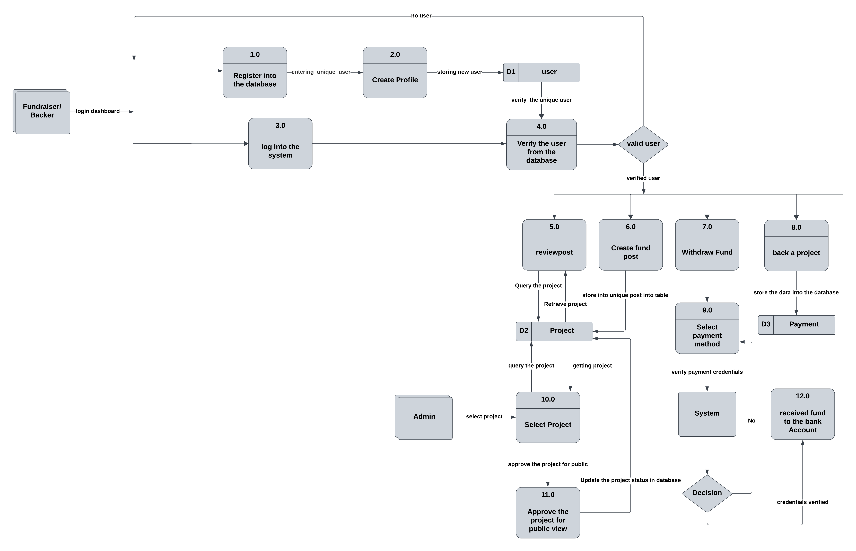 no user
1.0
Register into
the database
entering unique user
2.0
Create Profile
storing new user
D1
user
Fundraiser/
Backer
login dashboard
verify the unique user
3.0
log into the
system
4.0
Verify the user
from the
database
valid user
verified user
5.0
reviewpost
6.0
Create fund
post
7.0
Withdraw Fund
8.0
back a project
Query the project
Retrieve project
store into unique post into table
store the data into the database
D2
Project
9.0
Select
payment
method
D3
Payment
query the project
getting project
verify payment credentials
Admin
select project
10.0
Select Project
System
No
12.0
received fund
to the bank
Account
approve the project for public
Update the project status in database
11.0
Approve the
project for
public view
Decision
credentials verified